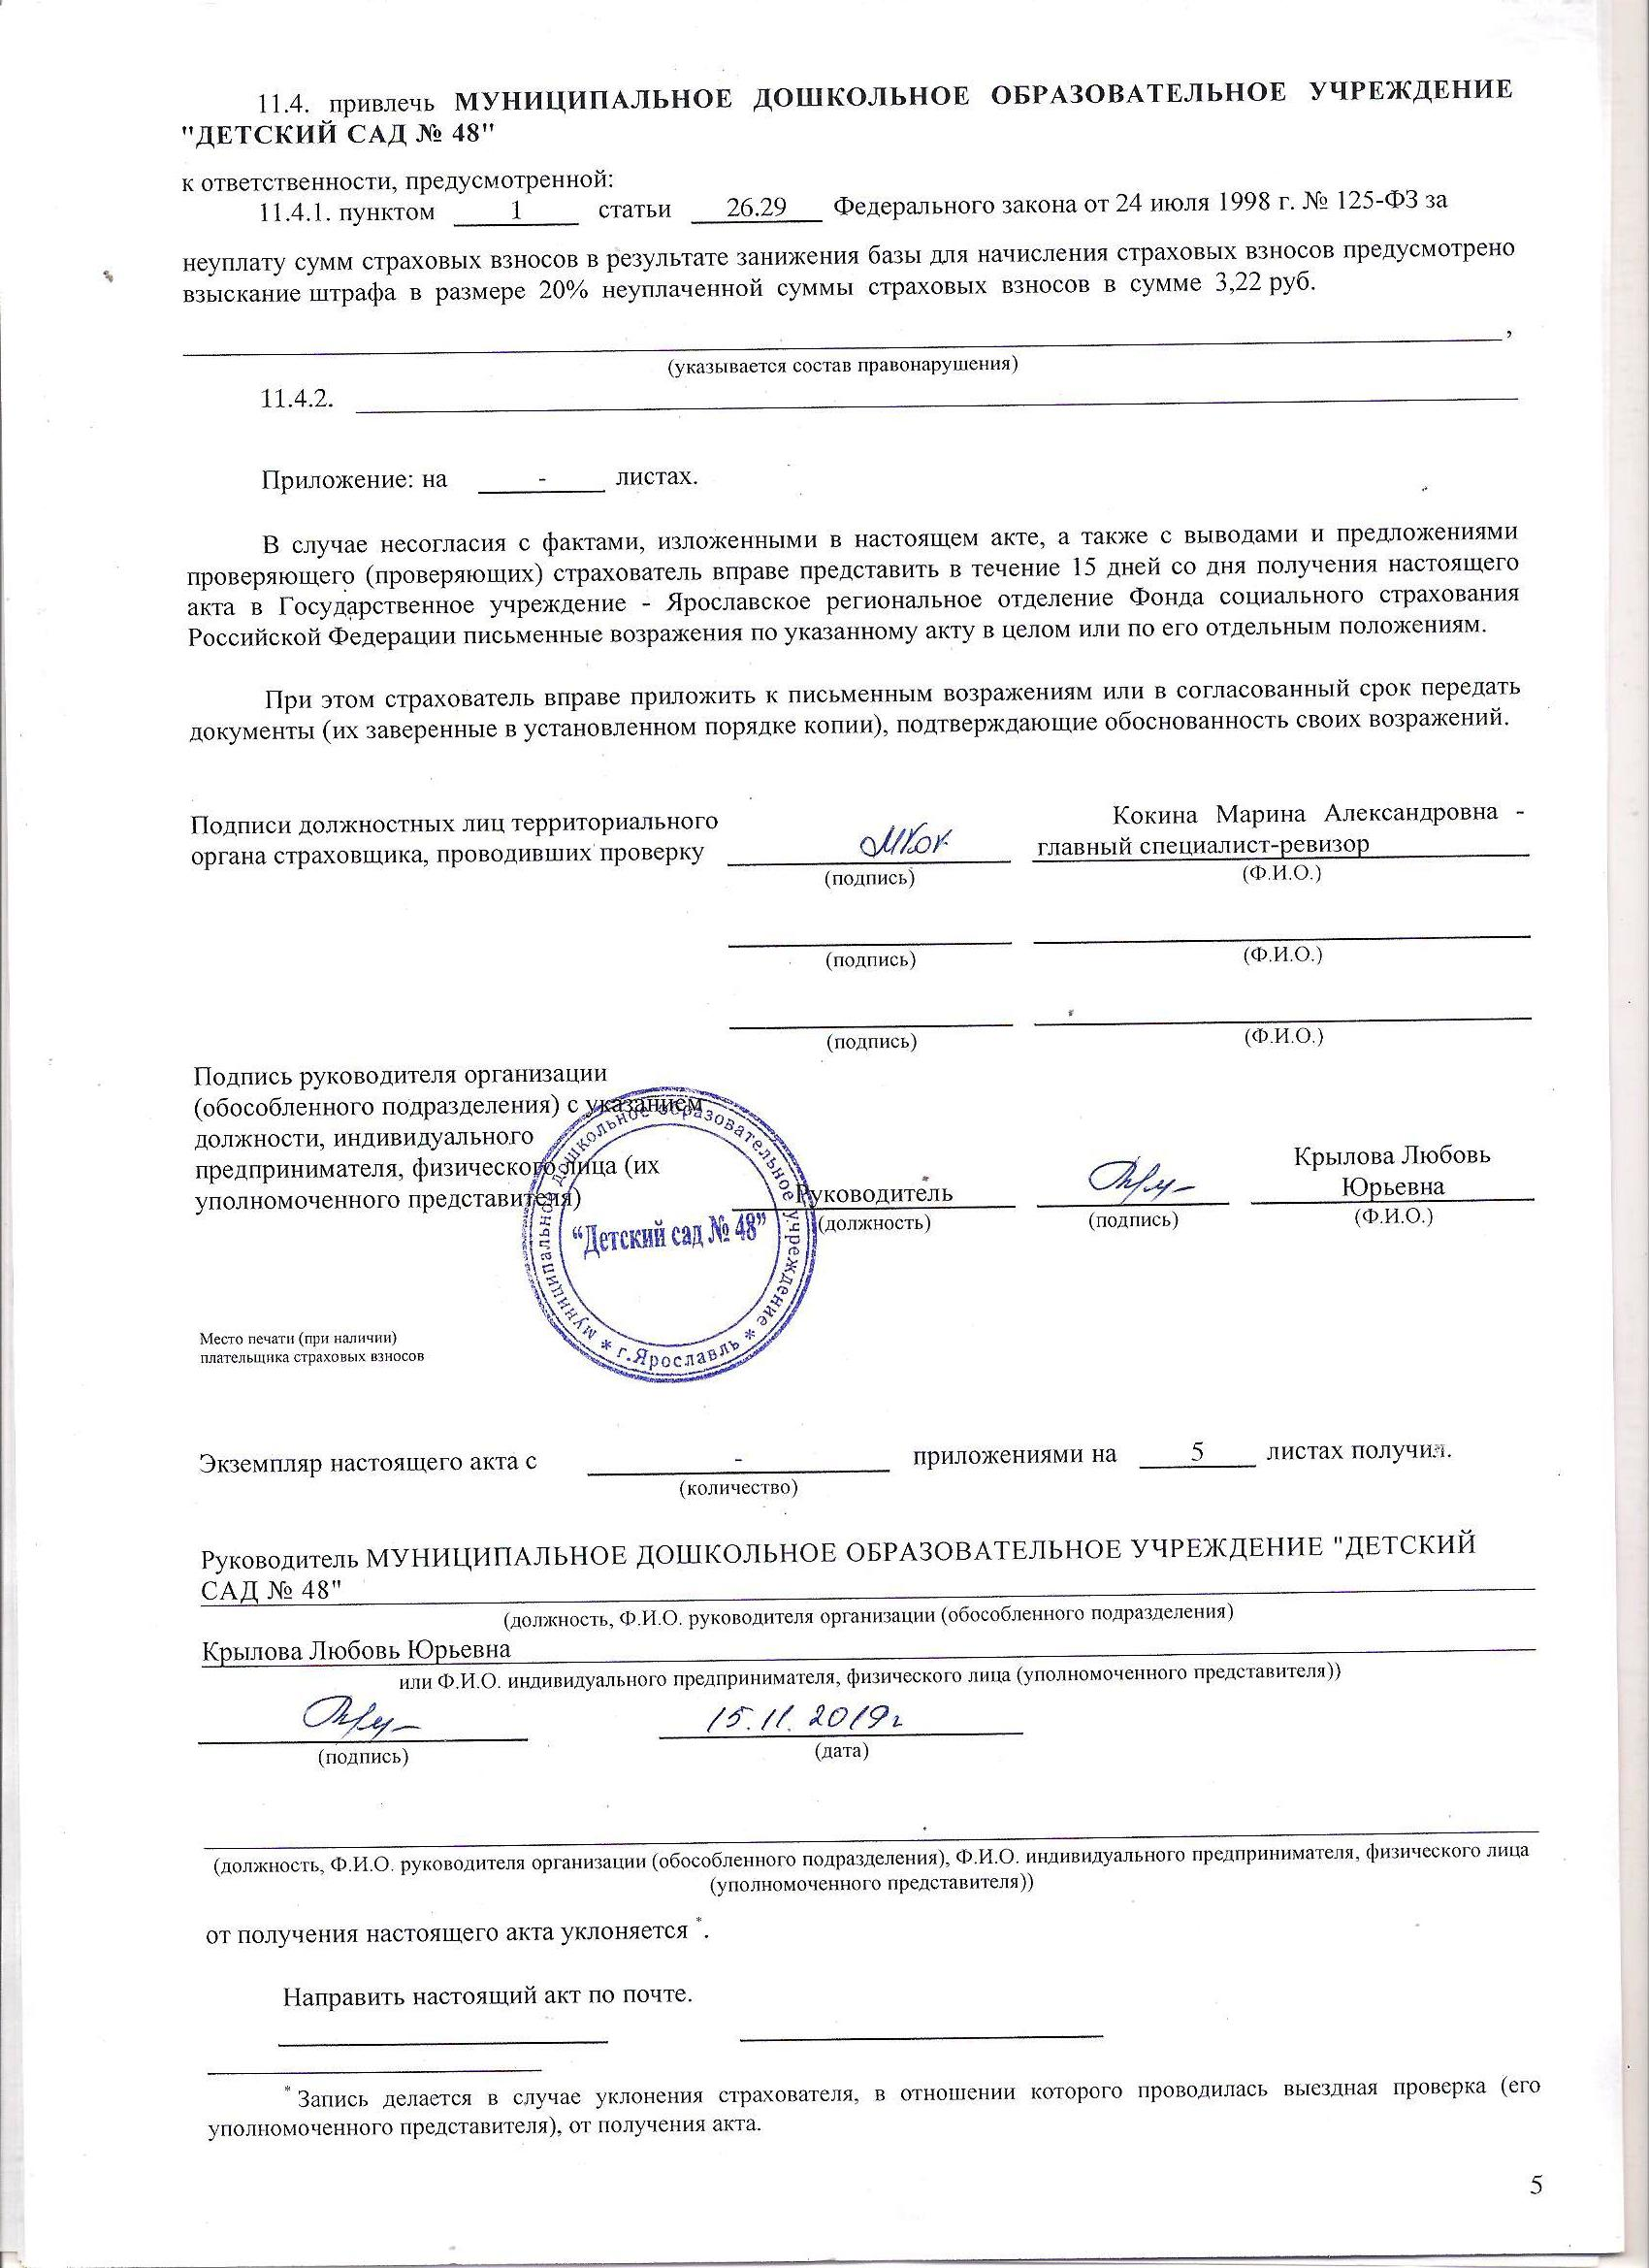 11.4. привлечь МУНИЦИПАЛЬНОЕ ДОШКОЛЬНОЕ ОБРАЗОВАТЕЛЬНОЕ УЧРЕЖДЕНИЕ
"ДЕТСКИЙ САД № 48"
к ответственности, предусмотренной:
11.4.1. пунктом 1 статьи 26.29 Федерального закона от 24 июля 1998 г. № 125-ФЗ за
неуплату сумм страховых взносов в результате занижения базы для начисления страховых взносов предусмотрено
взыскание штрафа в размере 20% неуплаченной суммы страховых взносов в сумме 3,22 руб.
,
(указывается состав правонарушения)
11.4.2.
Приложение: на - листах.
В случае несогласия с фактами, изложенными в настоящем акте, а также с выводами и предложениями
проверяющего (проверяющих) страхователь вправе представить в течение 15 дней со дня получения настоящего
акта в Государственное учреждение - Ярославское региональное отделение Фонда социального страхования
Российской Федерации письменные возражения по указанному акту в целом или по его отдельным положениям.
При этом страхователь вправе приложить к письменным возражениям или в согласованный срок передать
документы (их заверенные в установленном порядке копии), подтверждающие обоснованность своих возражений.
Подписи должностных лиц территориального
органа страховщика, проводивших проверку
Кокина Марина Александровна -
главный специалист-ревизор
(подпись) (Ф.И.О.)
(подпись) (Ф.И.О.)
(подпись) (Ф.И.О.)
Подпись руководителя организации
(обособленного подразделения) с указанием
должности, индивидуального
предпринимателя, физического лица (их
уполномоченного представителя)
Руководитель
Крылова Любовь
Юрьевна
(должность) (подпись) (Ф.И.О.)
муниципальное дошкольное образовательное учреждение * г.Ярославль *
“Детский сад № 48”
Место печати (при наличии)
плательщика страховых взносов
Экземпляр настоящего акта с - приложениями на 5 листах получил.
(количество)
Руководитель МУНИЦИПАЛЬНОЕ ДОШКОЛЬНОЕ ОБРАЗОВАТЕЛЬНОЕ УЧРЕЖДЕНИЕ "ДЕТСКИЙ
САД № 48"
(должность, Ф.И.О. руководителя организации (обособленного подразделения)
Крылова Любовь Юрьевна
или Ф.И.О. индивидуального предпринимателя, физического лица (уполномоченного представителя))
15.11.2019г
(подпись) (дата)
(должность, Ф.И.О. руководителя организации (обособленного подразделения), Ф.И.О. индивидуального предпринимателя, физического лица
(уполномоченного представителя))
от получения настоящего акта уклоняется *.
Направить настоящий акт по почте.
* Запись делается в случае уклонения страхователя, в отношении которого проводилась выездная проверка (его
уполномоченного представителя), от получения акта.
5